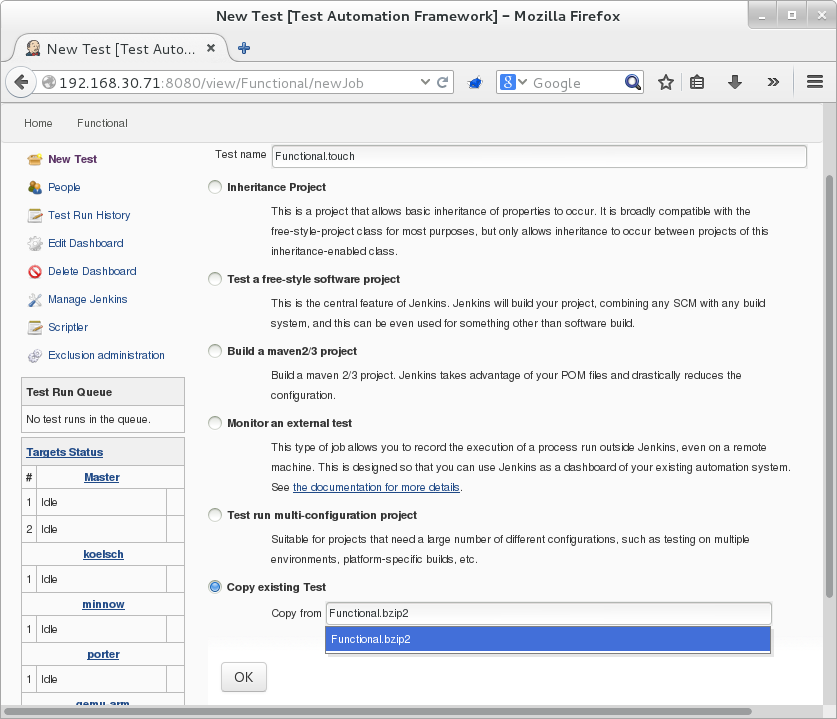 New Test [Test Automation Framework] – Mozilla Firefox
New Test [Test Auto...
192.168.30.71:8080/view/Functional/newJob
Google
Home Functional
New Test
People
Test Run History
Edit Dashboard
Delete Dashboard
Manage Jenkins
Scriptler
Exclusion administration
Test Run Queue
No test runs in the queue.
Targets Status
# Master
1 Idle
2 Idle
koelsch
1 Idle
minnow
1 Idle
porter
1 Idle
qemu-arm
Test name Functional.touch
Inheritance Project
This is a project that allows basic inheritance of properties to occur. It is broadly compatible with the
free-style-project class for most purposes, but only allows inheritance to occur between projects of this
inheritance-enabled class.
Test a free-style software project
This is the central feature of Jenkins. Jenkins will build your project, combining any SCM with any build
system, and this can be even used for something other than software build.
Build a maven2/3 project
Build a maven 2/3 project. Jenkins takes advantage of your POM files and drastically reduces the
configuration.
Monitor an external test
This type of job allows you to record the execution of a process run outside Jenkins, even on a remote
machine. This is designed so that you can use Jenkins as a dashboard of your existing automation system.
See the documentation for more details.
Test run multi-configuration project
Suitable for projects that need a large number of different configurations, such as testing on multiple
environments, platform-specific builds, etc.
Copy existing Test
Copy from Functional.bzip2
Functional.bzip2
OK